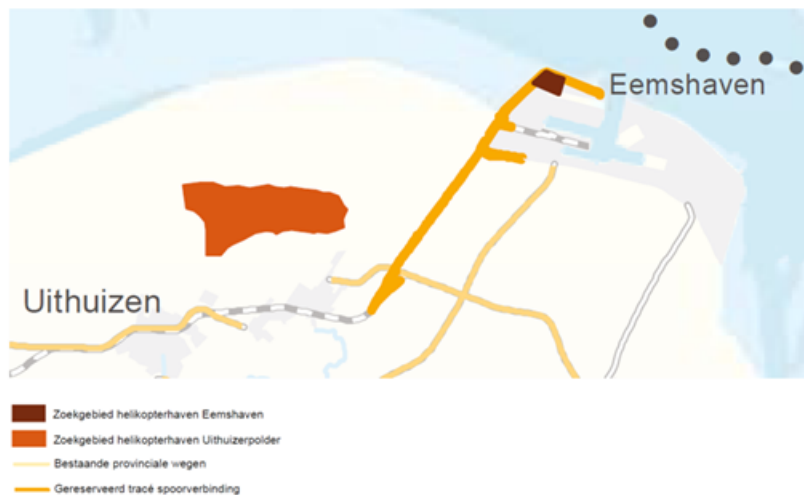 Eemshaven
Uithuizen
Zoekgebied helikopterhaven Eemshaven
Zoekgebied helikopterhaven Uithuizerpolder
Bestaande provinciale wegen
Gereserveerd tracé spoorverbinding